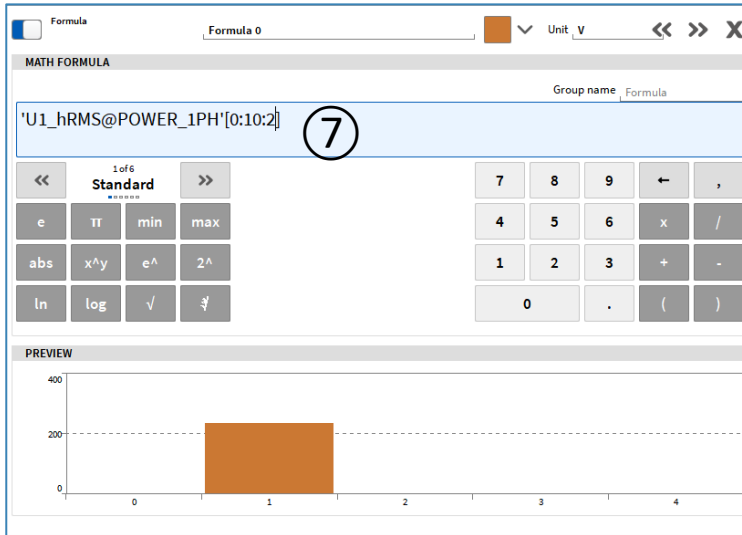 Formula
Formula 0
Unit V
X
MATH FORMULA
Group name Formula
'U1_hRMS@POWER_1PH'[0:10:2]
7
1 of 6
Standard
7 8 9 ← ,
e π min max
4 5 6 x /
abs x^y e^ 2^
1 2 3 + -
ln log √ ∛
0 . ( )
PREVIEW
400
200
0
0 1 2 3 4